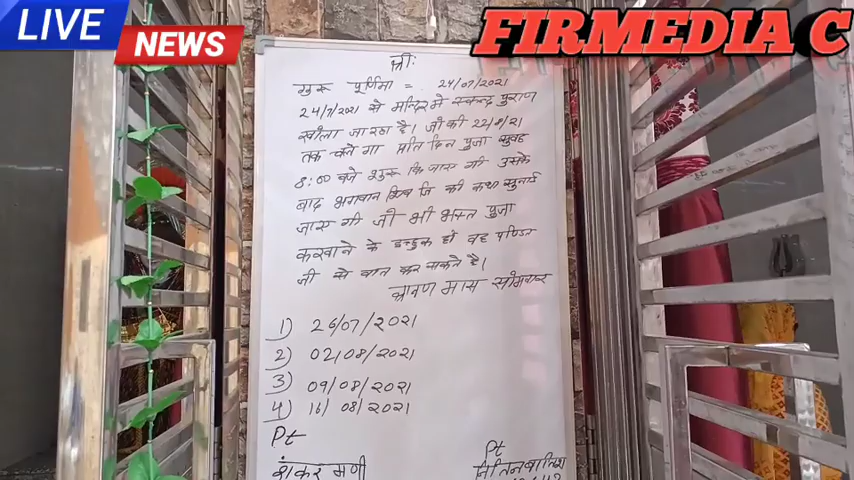 LIVE
NEWS
FIRMEDIA C
श्रीः
गुरू पूर्णिमा = 24/07/2021
24/7/2021 से मन्दिर मे स्कन्द पुराण
खोला जा रहा है। जो की 22/8/21
तक चले गा प्रति दिन पुजा सुबह
8:00 बजे शुरू कि जाए गी उसके
बाद भगवान शिव जि की कथा सुनाई
जाए गी जो भी भक्त पुजा
करवाने के इच्छुक हो वह पण्डित
जी से बात कर सकते है।
श्रावण मास सोमवार
1) 26/07/2021
2) 02/08/2021
3) 09/08/2021
4) 16/08/2021
Pt
शंकर मणी
Pt